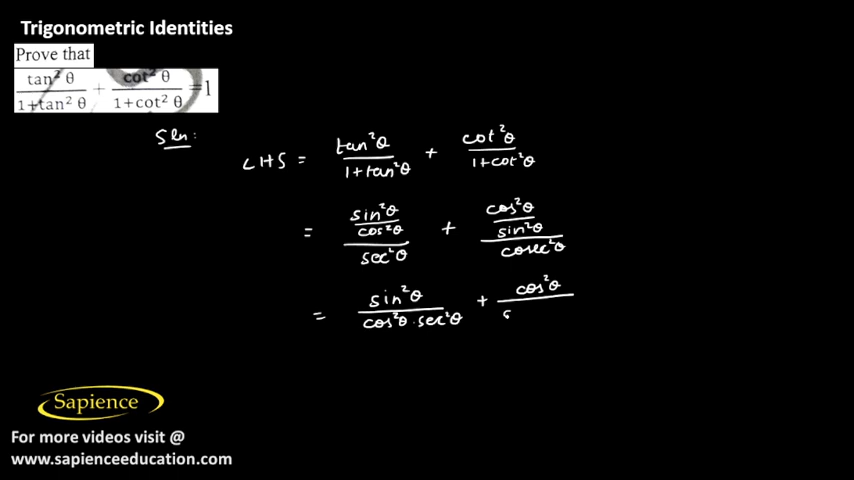 Trigonometric Identities
Prove that
tan² θ / 1+tan² θ + cot² θ / 1+cot² θ =1
Sln:
LHS = tan²θ / 1+tan²θ + cot²θ / 1+cot²θ
= sin²θ / cos²θ / sec²θ + cos²θ / sin²θ / cosec²θ
= sin²θ / cos²θ . sec²θ + cos²θ /
Sapience
For more videos visit @
www.sapienceeducation.com